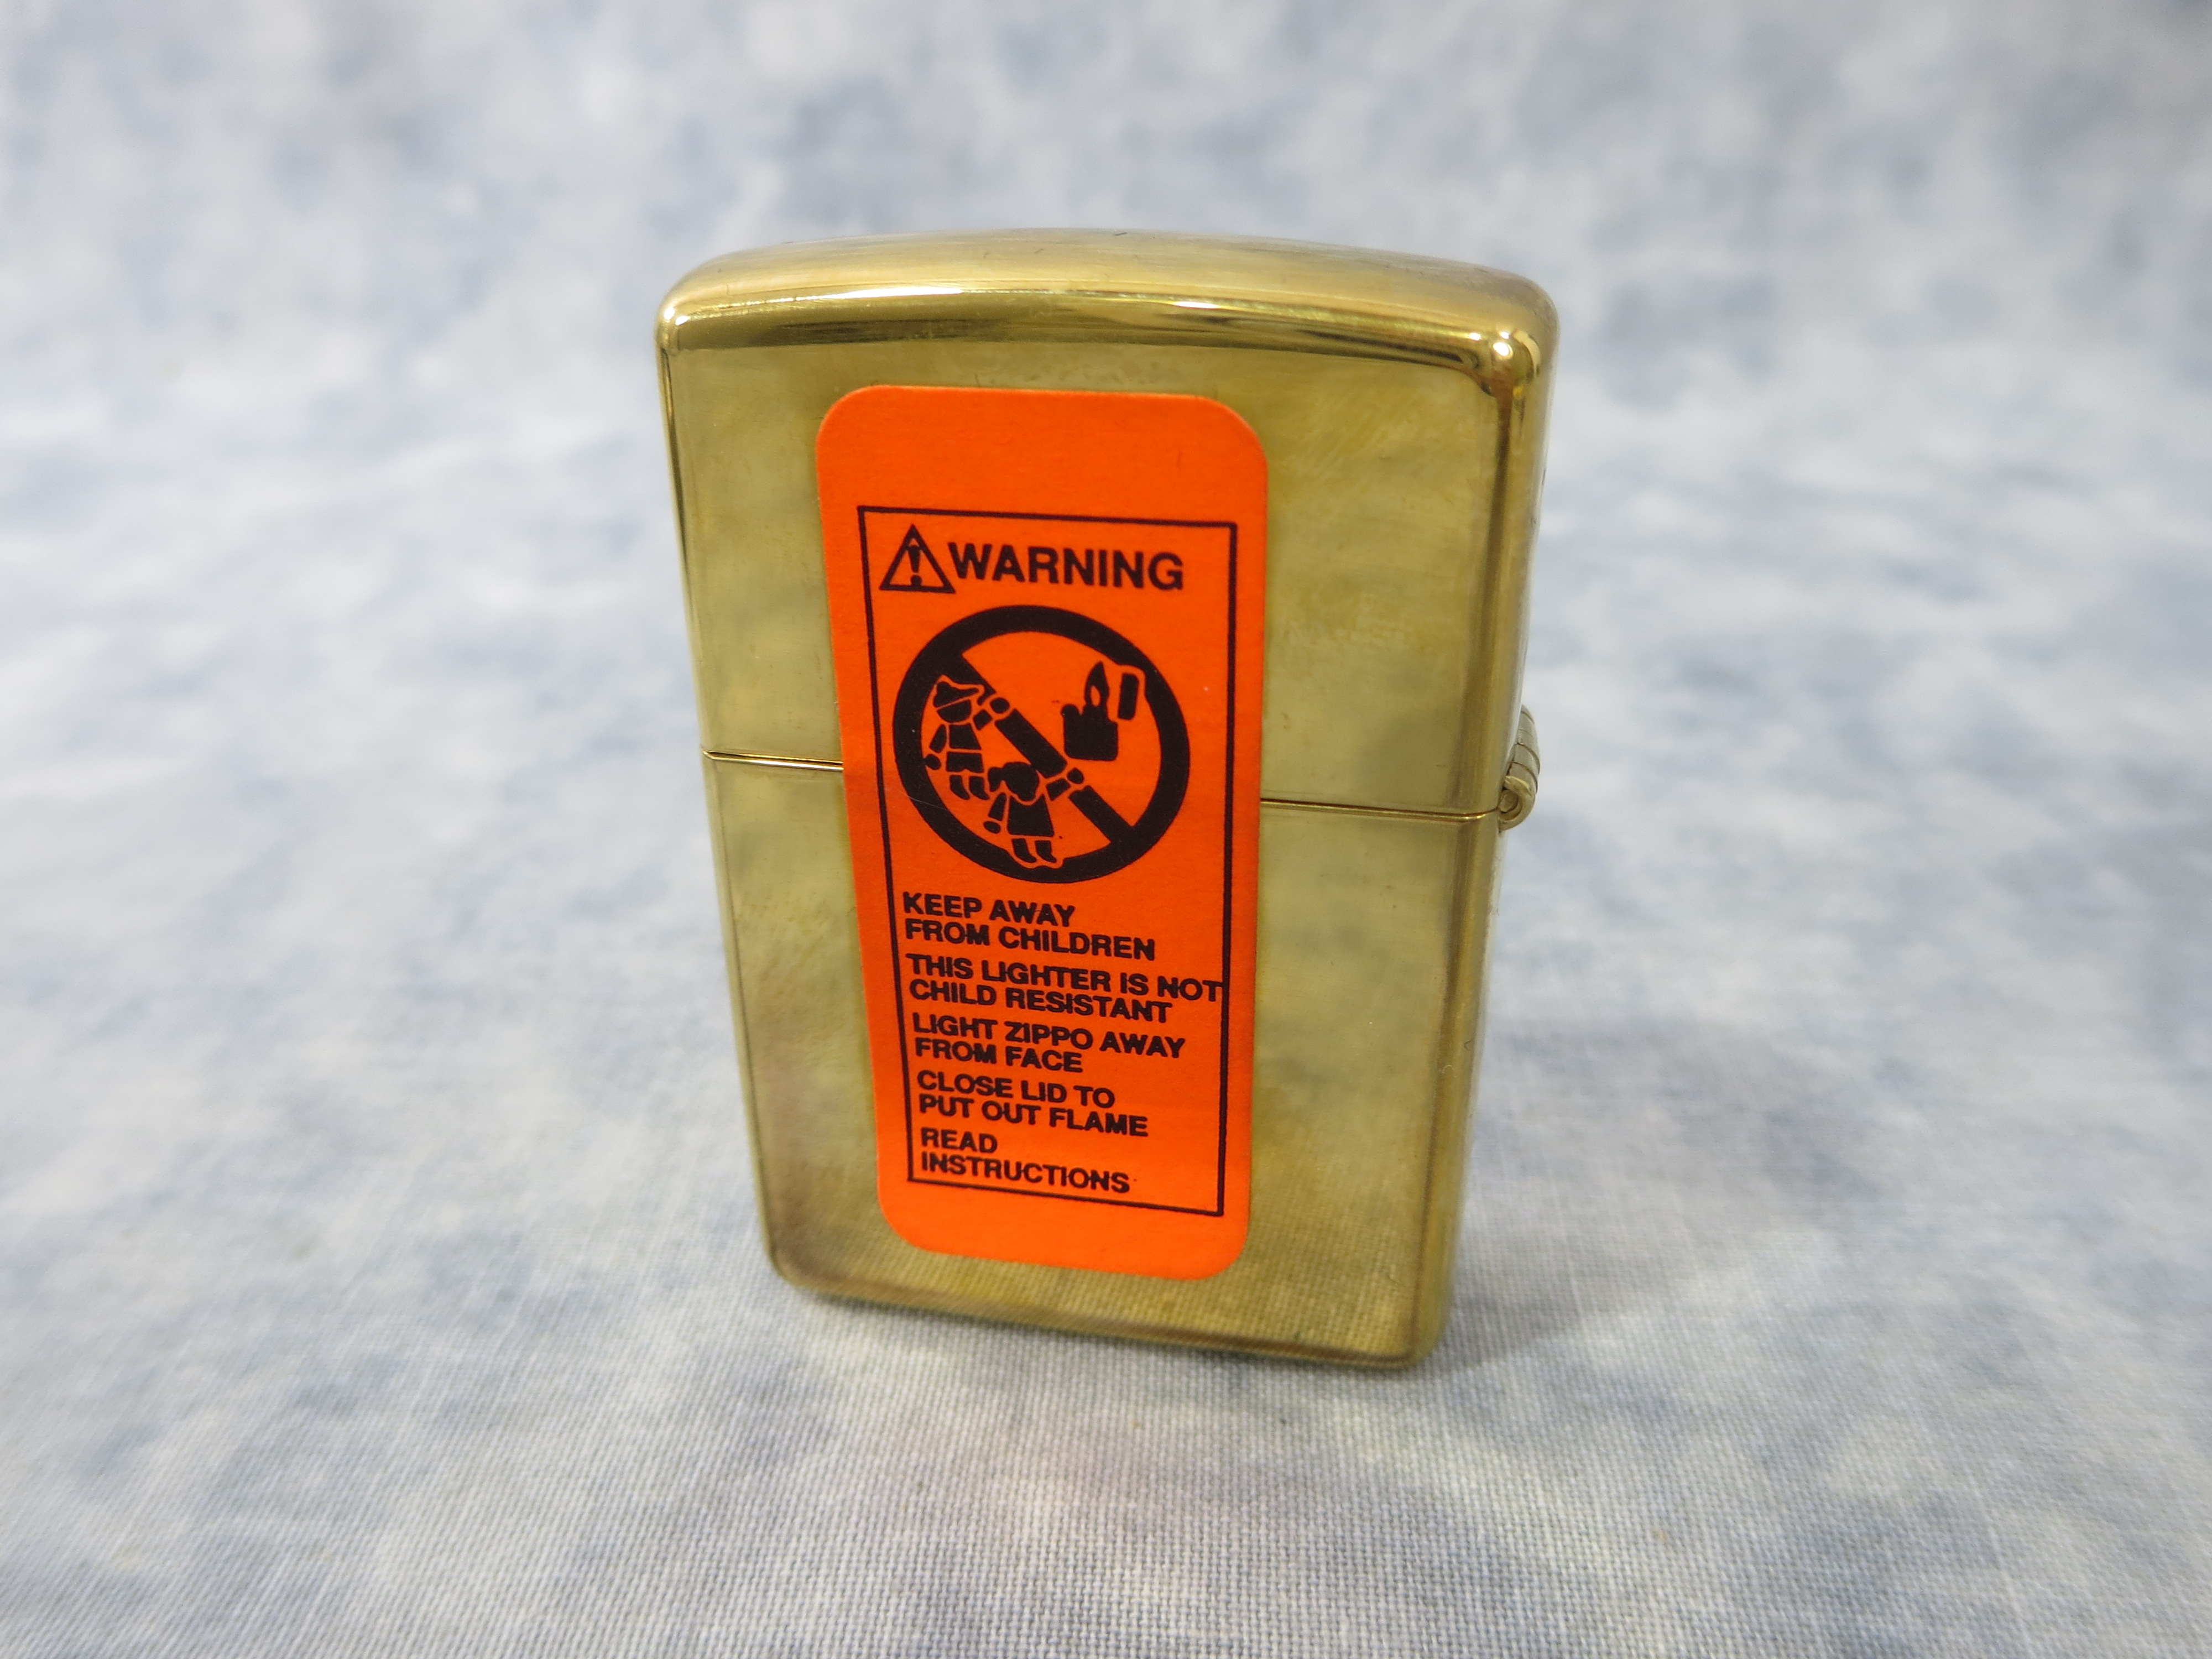 WARNING
KEEP AWAY
FROM CHILDREN
THIS LIGHTER IS NOT
CHILD RESISTANT
LIGHT ZIPPO AWAY
FROM FACE
CLOSE LID TO
PUT OUT FLAME
READ
INSTRUCTIONS